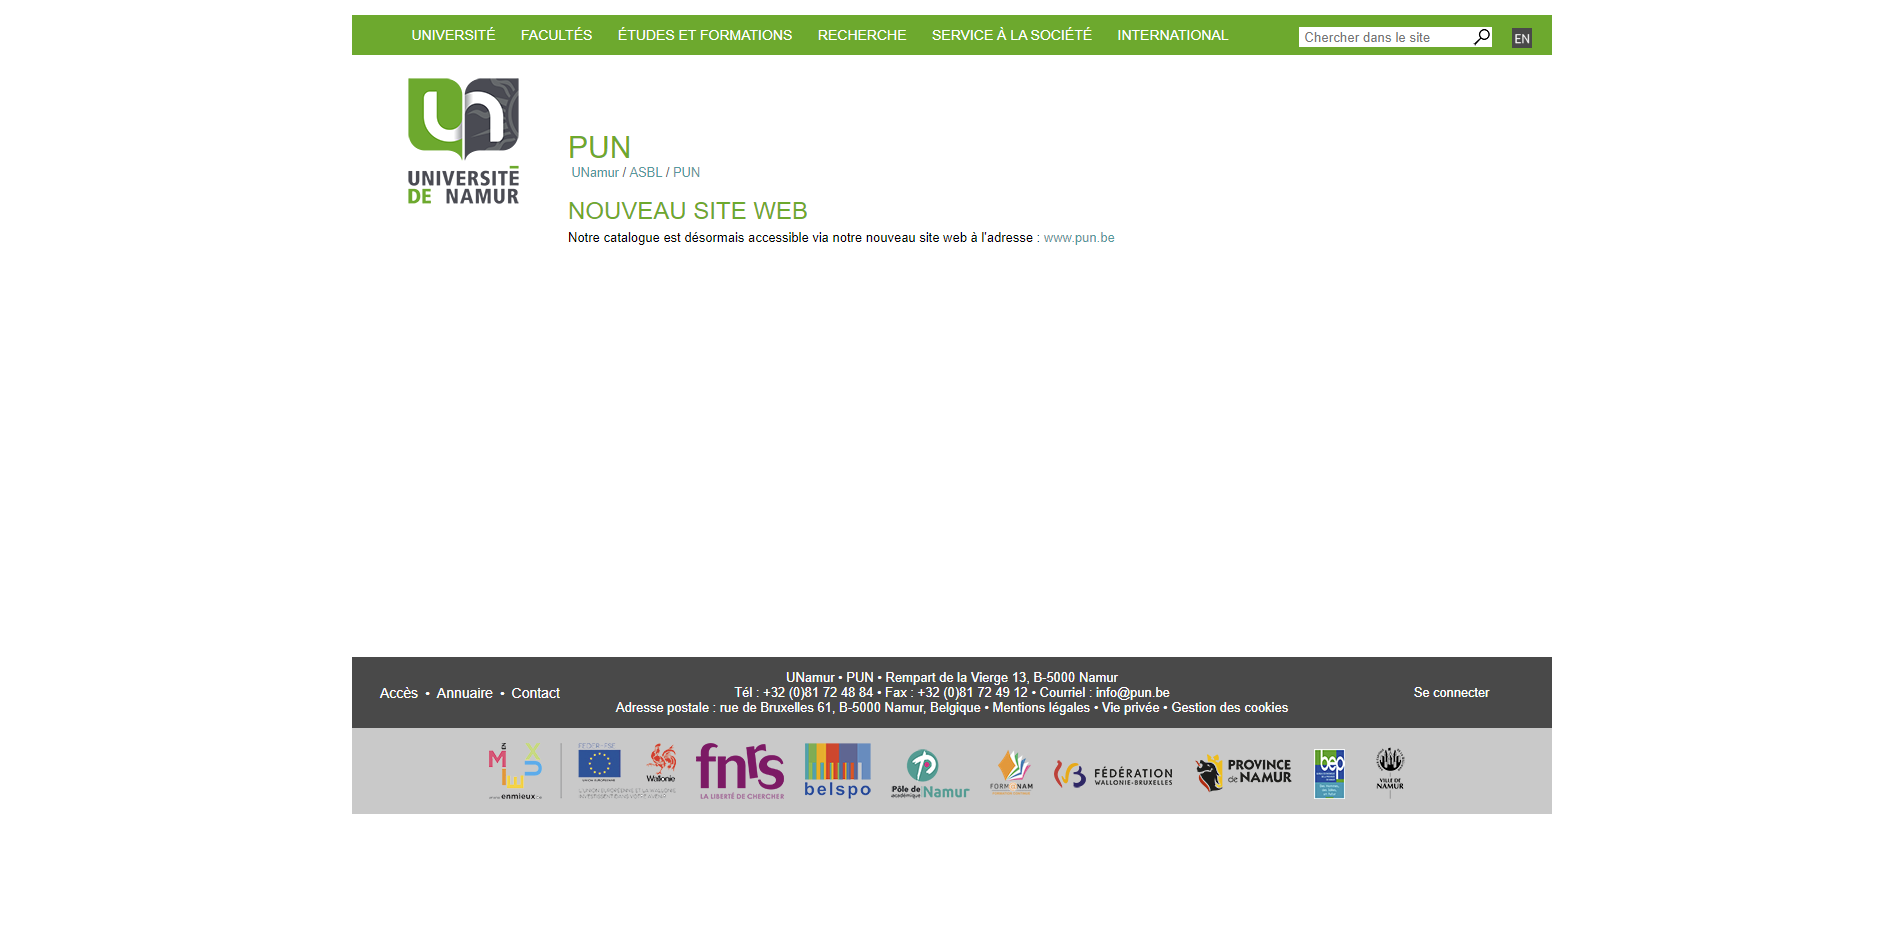 UNIVERSITÉ FACULTÉS ÉTUDES ET FORMATIONS RECHERCHE SERVICE À LA SOCIÉTÉ INTERNATIONAL Chercher dans le site EN
UNIVERSITÉ
DE NAMUR
PUN
UNamur / ASBL / PUN
NOUVEAU SITE WEB
Notre catalogue est désormais accessible via notre nouveau site web à l'adresse : www.pun.be
Accès • Annuaire • Contact
UNamur • PUN • Rempart de la Vierge 13, B-5000 Namur
Tél : +32 (0)81 72 48 84 • Fax : +32 (0)81 72 49 12 • Courriel : info@pun.be
Adresse postale : rue de Bruxelles 61, B-5000 Namur, Belgique • Mentions légales • Vie privée • Gestion des cookies
Se connecter
EN
MIEUX
www.enmieux.be
FEDER-FSE
Wallonie
fnrs
LA LIBERTÉ DE CHERCHER
belspo
Pôle de
académique Namur
FORMANAM
FÉDÉRATION
WALLONIE-BRUXELLES
PROVINCE
de NAMUR
bep
VILLE DE
NAMUR